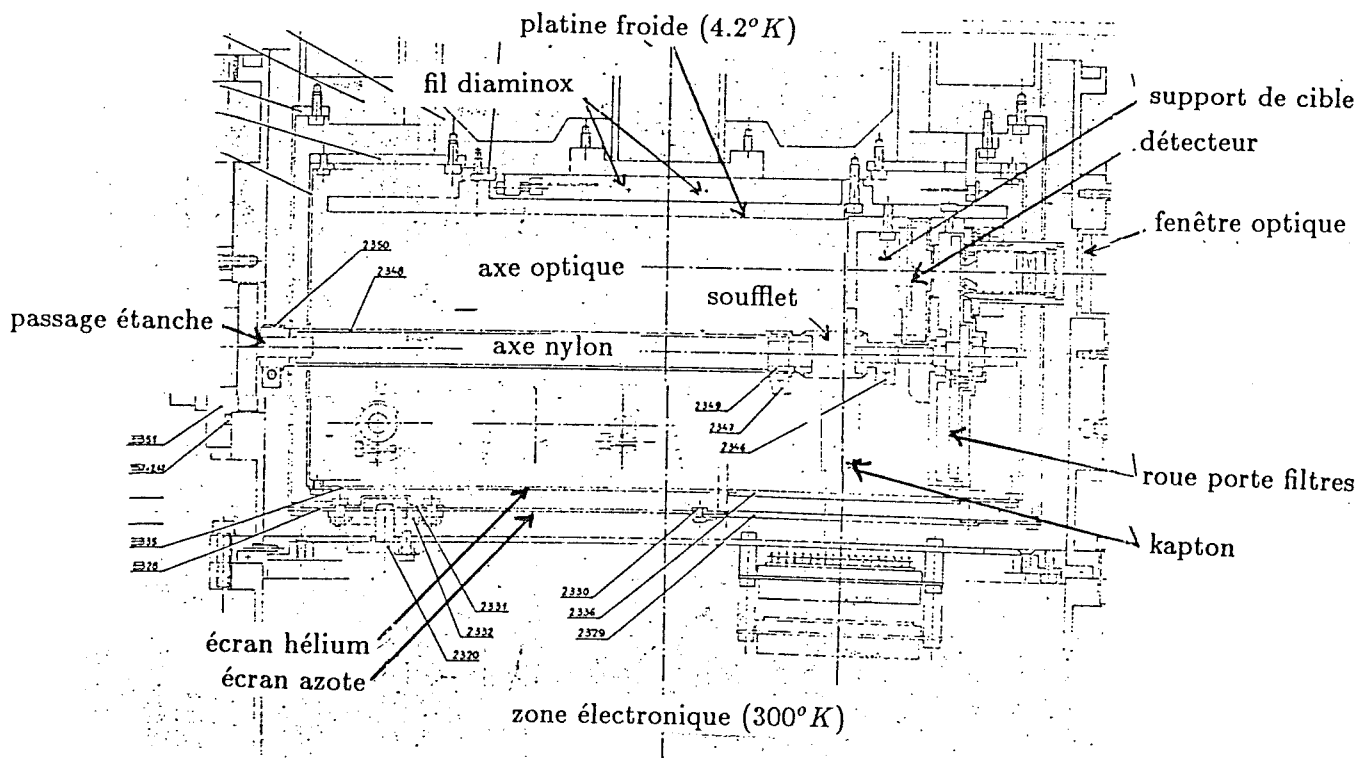 platine froide (4.2° K)
fil diaminox
support de cible
détecteur
fenêtre optique
2350
2348
axe optique
soufflet
passage étanche
axe nylon
2349
2347
2346
2351
roue porte filtres
2335
2328
kapton
2330
2331
2336
2332
2329
2320
écran hélium
écran azote
zone électronique (300° K)